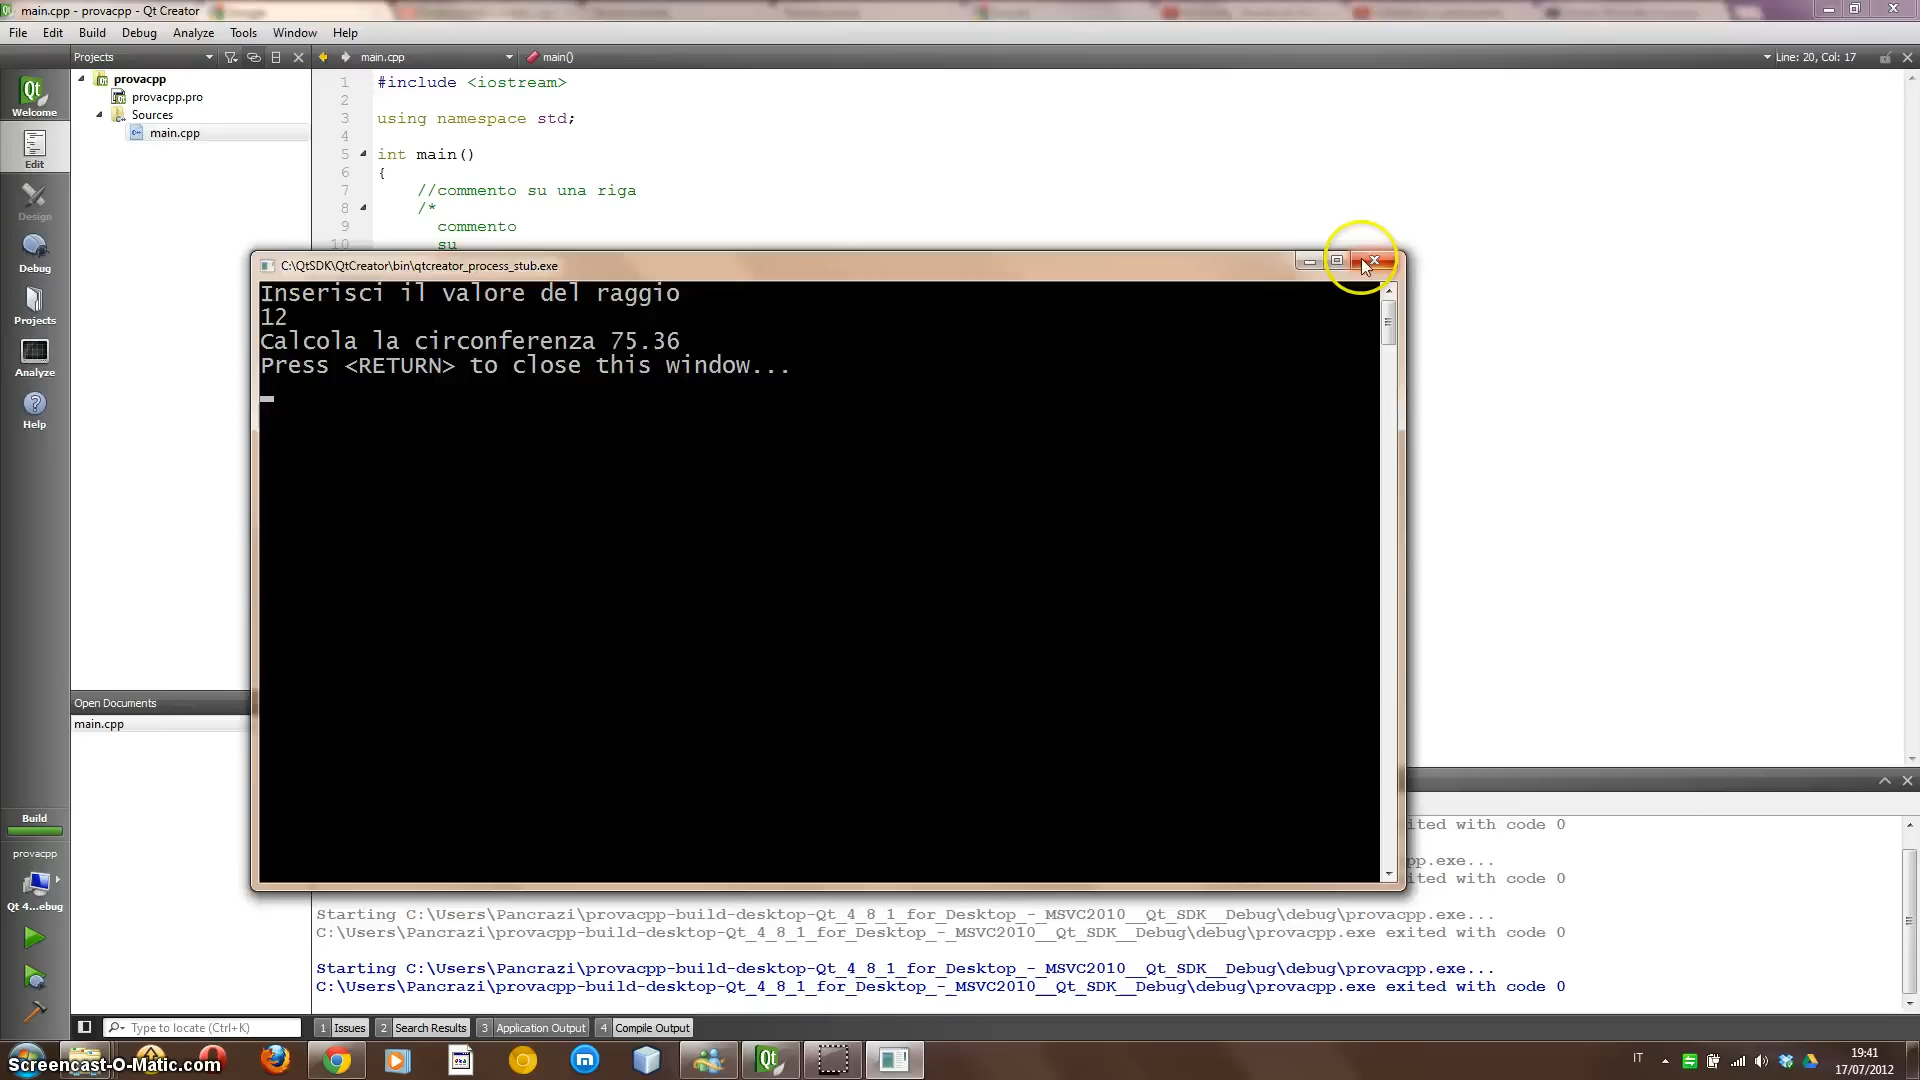 main.cpp - provacpp - Qt Creator
File Edit Build Debug Analyze Tools Window Help
Projects
main.cpp
main()
Line: 20, Col: 17
provacpp
provacpp.pro
Sources
main.cpp
Welcome
Edit
Design
Debug
Projects
Analyze
Help
1 #include <iostream>
2
3 using namespace std;
4
5 int main()
6 {
7 //commento su una riga
8 /*
9 commento
10 su
C:\QtSDK\QtCreator\bin\qtcreator_process_stub.exe
Inserisci il valore del raggio
12
Calcola la circonferenza 75.36
Press <RETURN> to close this window...
Open Documents
main.cpp
Build
provacpp
Qt 4...ebug
ited with code 0
pp.exe...
ited with code 0
Starting C:\Users\Pancrazi\provacpp-build-desktop-Qt_4_8_1_for_Desktop_-_MSVC2010__Qt_SDK__Debug\debug\provacpp.exe...
C:\Users\Pancrazi\provacpp-build-desktop-Qt_4_8_1_for_Desktop_-_MSVC2010__Qt_SDK__Debug\debug\provacpp.exe exited with code 0
Starting C:\Users\Pancrazi\provacpp-build-desktop-Qt_4_8_1_for_Desktop_-_MSVC2010__Qt_SDK__Debug\debug\provacpp.exe...
C:\Users\Pancrazi\provacpp-build-desktop-Qt_4_8_1_for_Desktop_-_MSVC2010__Qt_SDK__Debug\debug\provacpp.exe exited with code 0
Type to locate (Ctrl+K)
1 Issues 2 Search Results 3 Application Output 4 Compile Output
Screencast-O-Matic.com
IT
19:41
17/07/2012